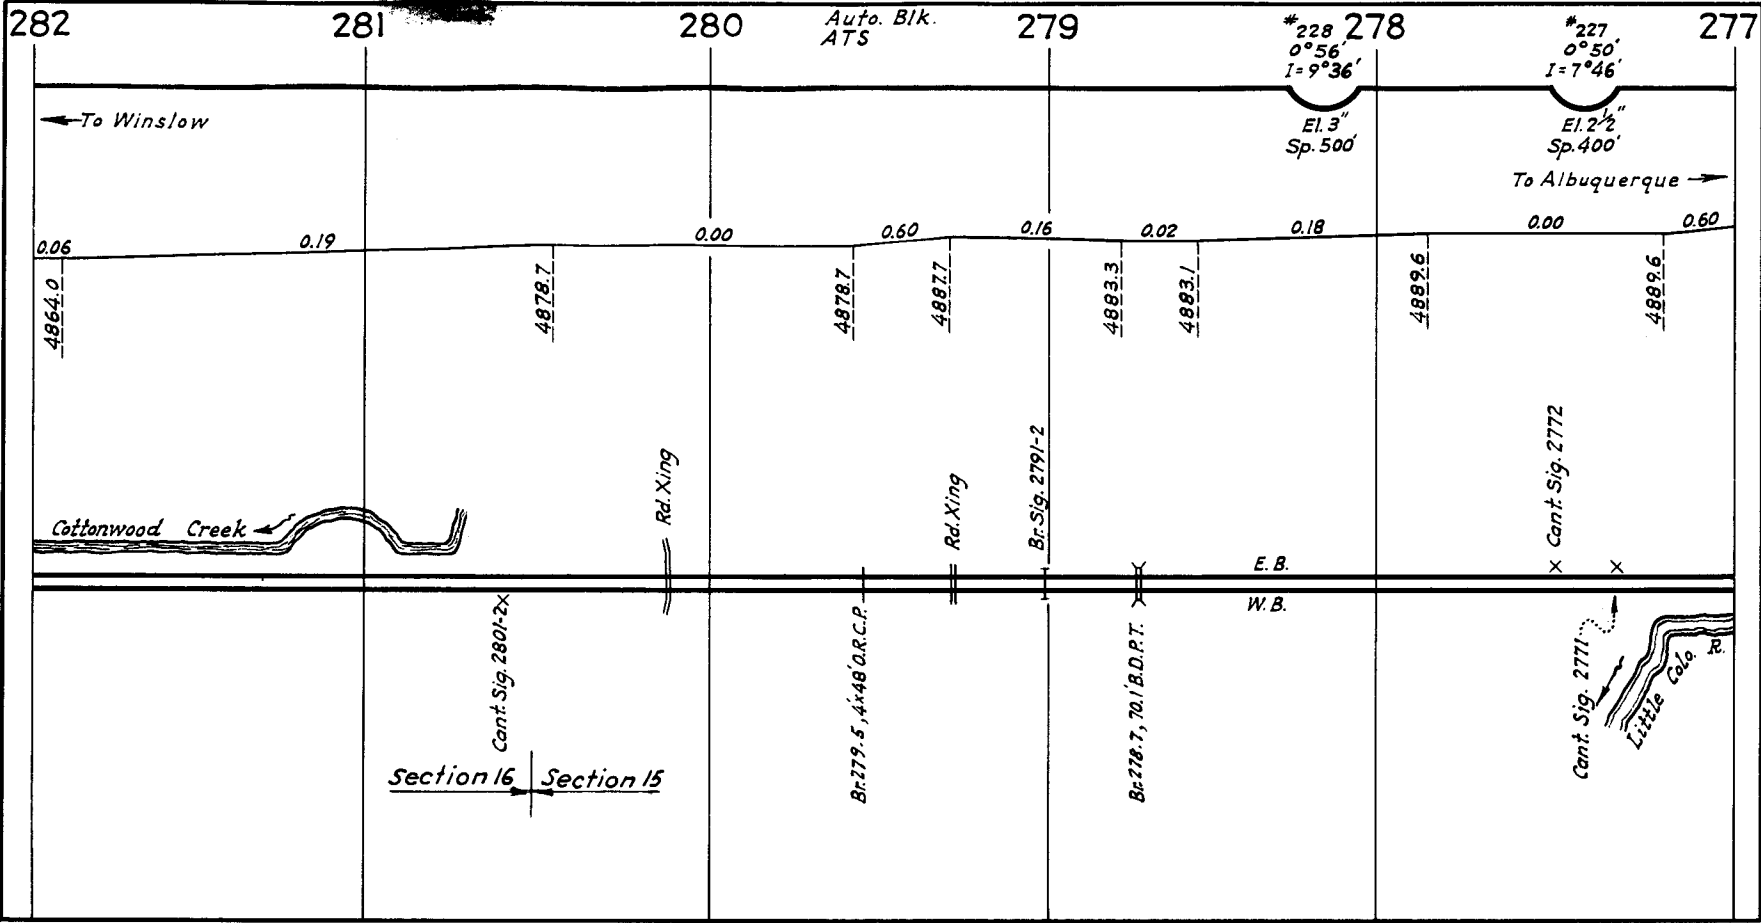 282
281
280
Auto. Blk.
ATS
279
#228
0°56'
I=9°36'
278
#227
0°50'
I=7°46'
277
To Winslow
El. 3"
Sp. 500'
El. 2½"
Sp. 400'
To Albuquerque
0.06
0.19
0.00
0.60
0.16
0.02
0.18
0.00
0.60
4864.0
4878.7
4878.7
4887.7
4883.3
4883.1
4889.6
4889.6
Cottonwood Creek
Rd. Xing
Rd. Xing
Br. Sig. 2791-2
Cant. Sig. 2772
E.B.
W.B.
Cant. Sig. 2801-2
Br. 279.5, 4'x48' O.R.C.P.
Br. 278.7, 70.1' B.D.P.T.
Cant. Sig. 2771
Little Colo. R.
Section 16
Section 15